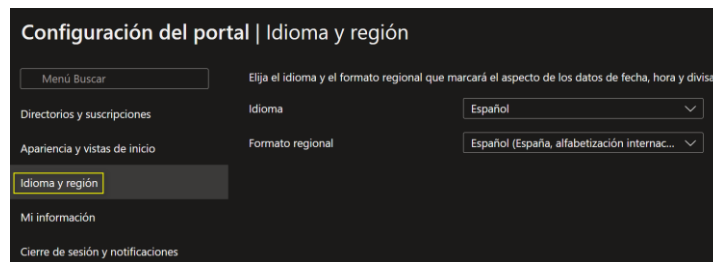 Configuración del portal | Idioma y región
Menú Buscar
Elija el idioma y el formato regional que marcará el aspecto de los datos de fecha, hora y divisa
Directorios y suscripciones
Idioma
Español
Apariencia y vistas de inicio
Formato regional
Español (España, alfabetización internac...
Idioma y región
Mi información
Cierre de sesión y notificaciones